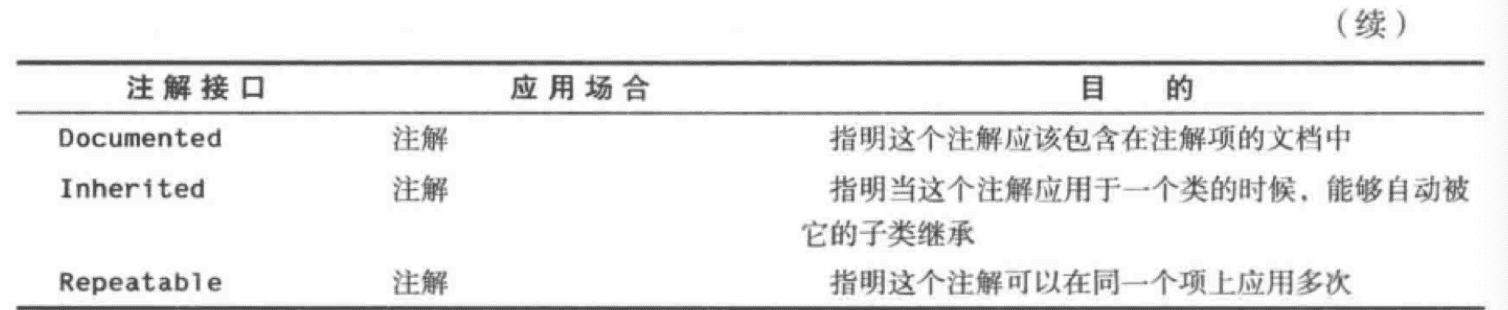 （续）
注解接口 应用场合 目 的
Documented 注解 指明这个注解应该包含在注解项的文档中
Inherited 注解 指明当这个注解应用于一个类的时候，能够自动被
它的子类继承
Repeatable 注解 指明这个注解可以在同一个项上应用多次